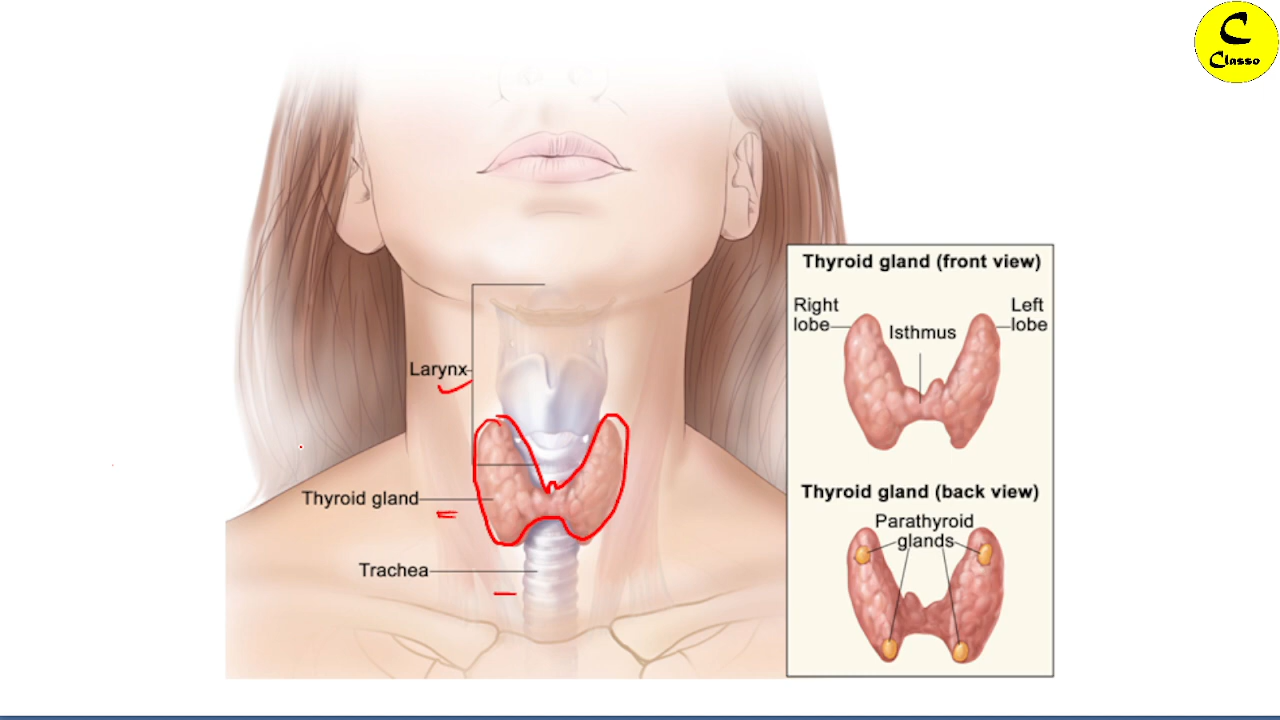 C
Classo
Larynx
Thyroid gland
Trachea
Thyroid gland (front view)
Right
lobe
Isthmus
Left
lobe
Thyroid gland (back view)
Parathyroid
glands